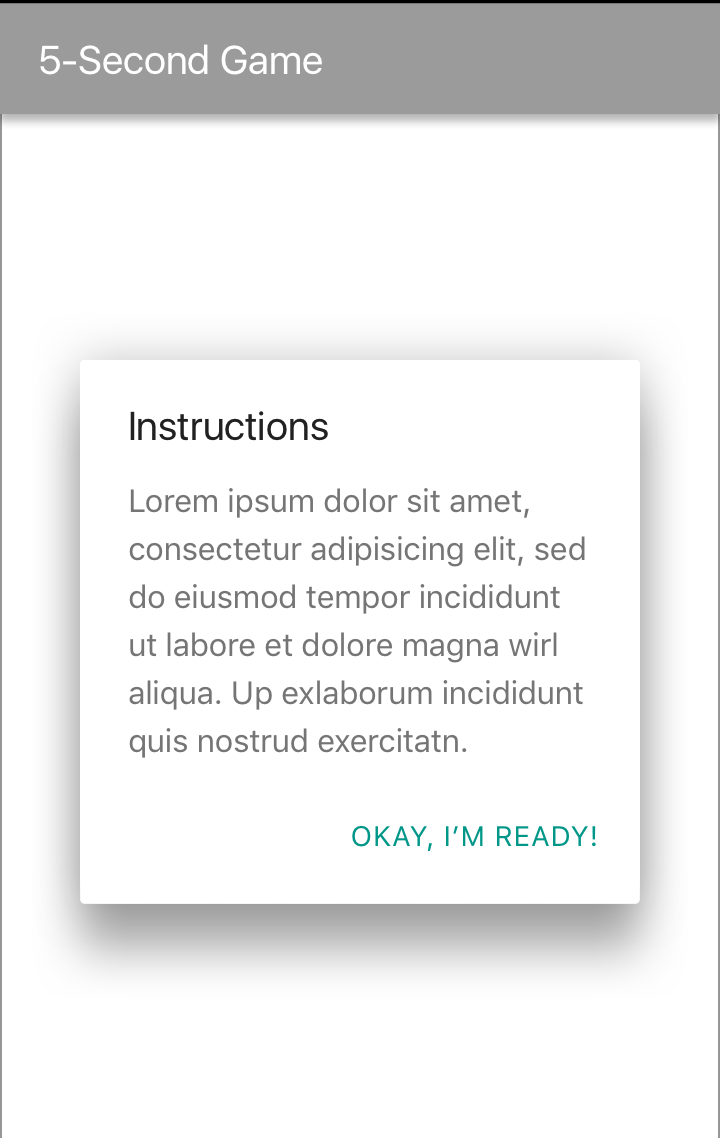 5-Second Game
Instructions
Lorem ipsum dolor sit amet,
consectetur adipisicing elit, sed
do eiusmod tempor incididunt
ut labore et dolore magna wirl
aliqua. Up exlaborum incididunt
quis nostrud exercitatn.
OKAY, I’M READY!